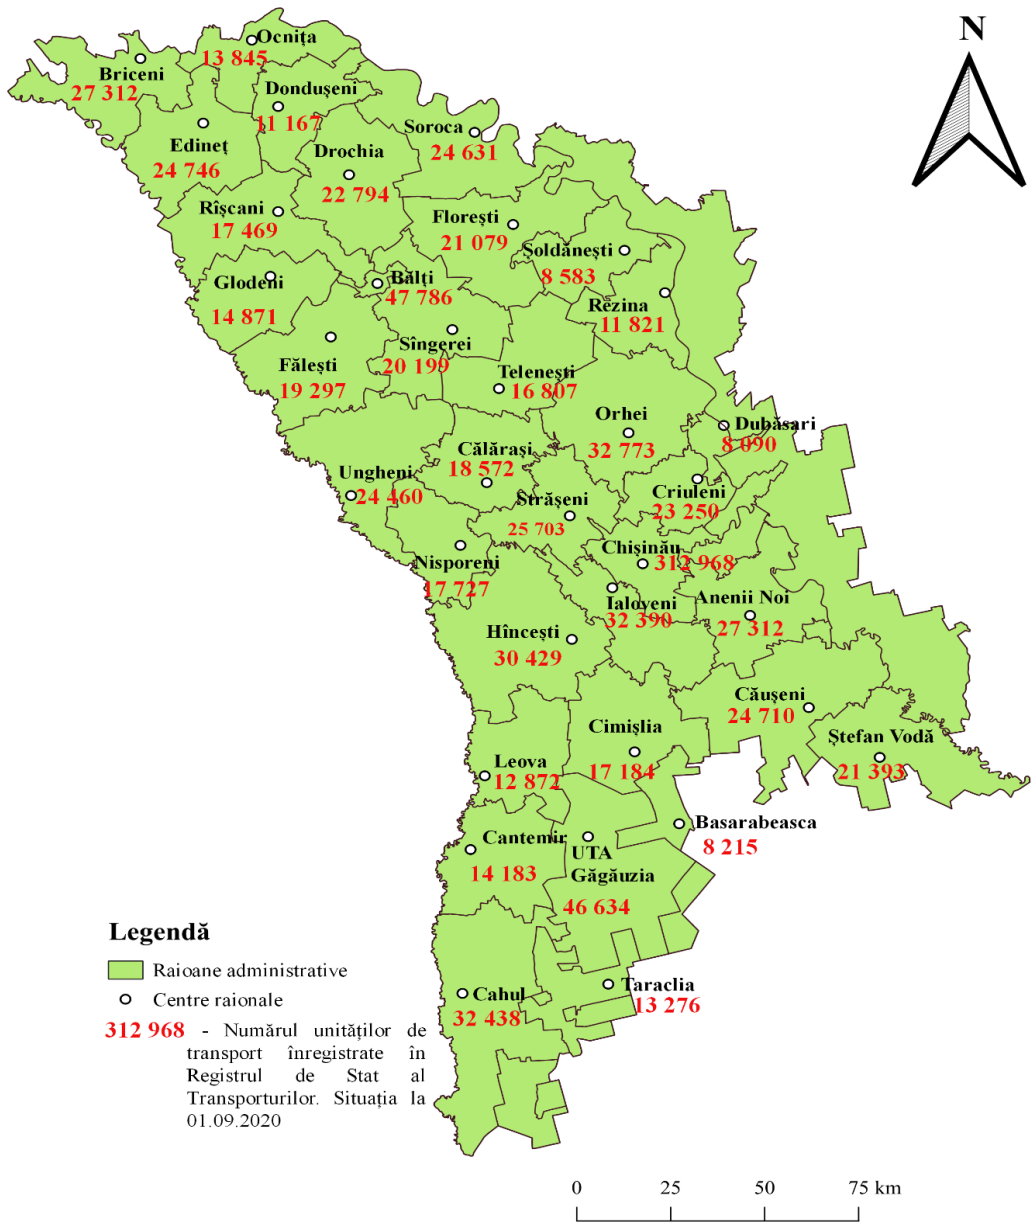 N
Ocnița
13 845
Briceni
27 312
Dondușeni
11 167
Soroca
24 631
Edineț
24 746
Drochia
22 794
Rîșcani
17 469
Florești
21 079
Șoldănești
8 583
Glodeni
14 871
Bălți
47 786
Rezina
11 821
Sîngerei
20 199
Fălești
19 297
Telenești
16 807
Orhei
32 773
Dubăsari
8 090
Călărași
18 572
Ungheni
24 460
Criuleni
23 250
Strășeni
25 703
Chișinău
312 968
Nisporeni
17 727
Ialoveni
32 390
Anenii Noi
27 312
Hîncești
30 429
Căușeni
24 710
Cimișlia
17 184
Ștefan Vodă
21 393
Leova
12 872
Basarabeasca
8 215
Cantemir
14 183
UTA
Găgăuzia
46 634
Taraclia
13 276
Cahul
32 438
Legendă
Raioane administrative
Centre raionale
312 968 - Numărul unităților de
transport înregistrate în
Registrul de Stat al
Transporturilor. Situația la
01.09.2020
0 25 50 75 km